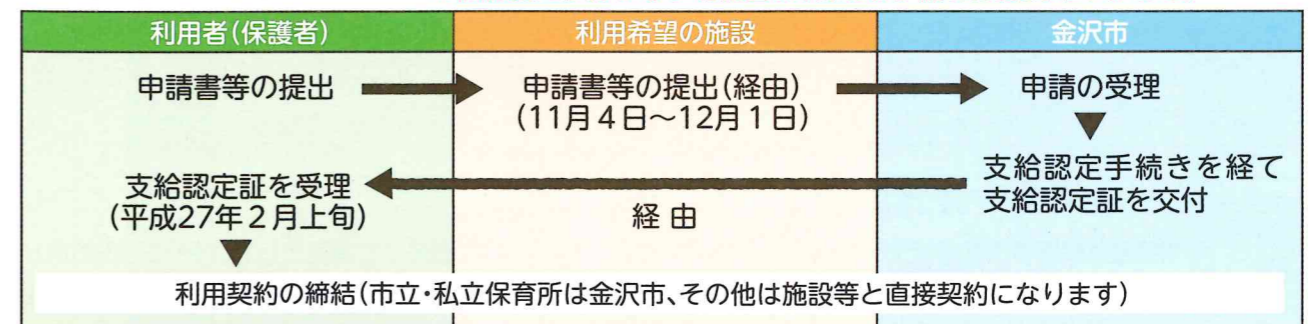 利用者(保護者)
利用希望の施設
金沢市
申請書等の提出
申請書等の提出(経由)
(11月4日～12月1日)
申請の受理
支給認定手続きを経て
支給認定証を交付
経由
支給認定証を受理
(平成27年2月上旬)
利用契約の締結(市立・私立保育所は金沢市、その他は施設等と直接契約になります)